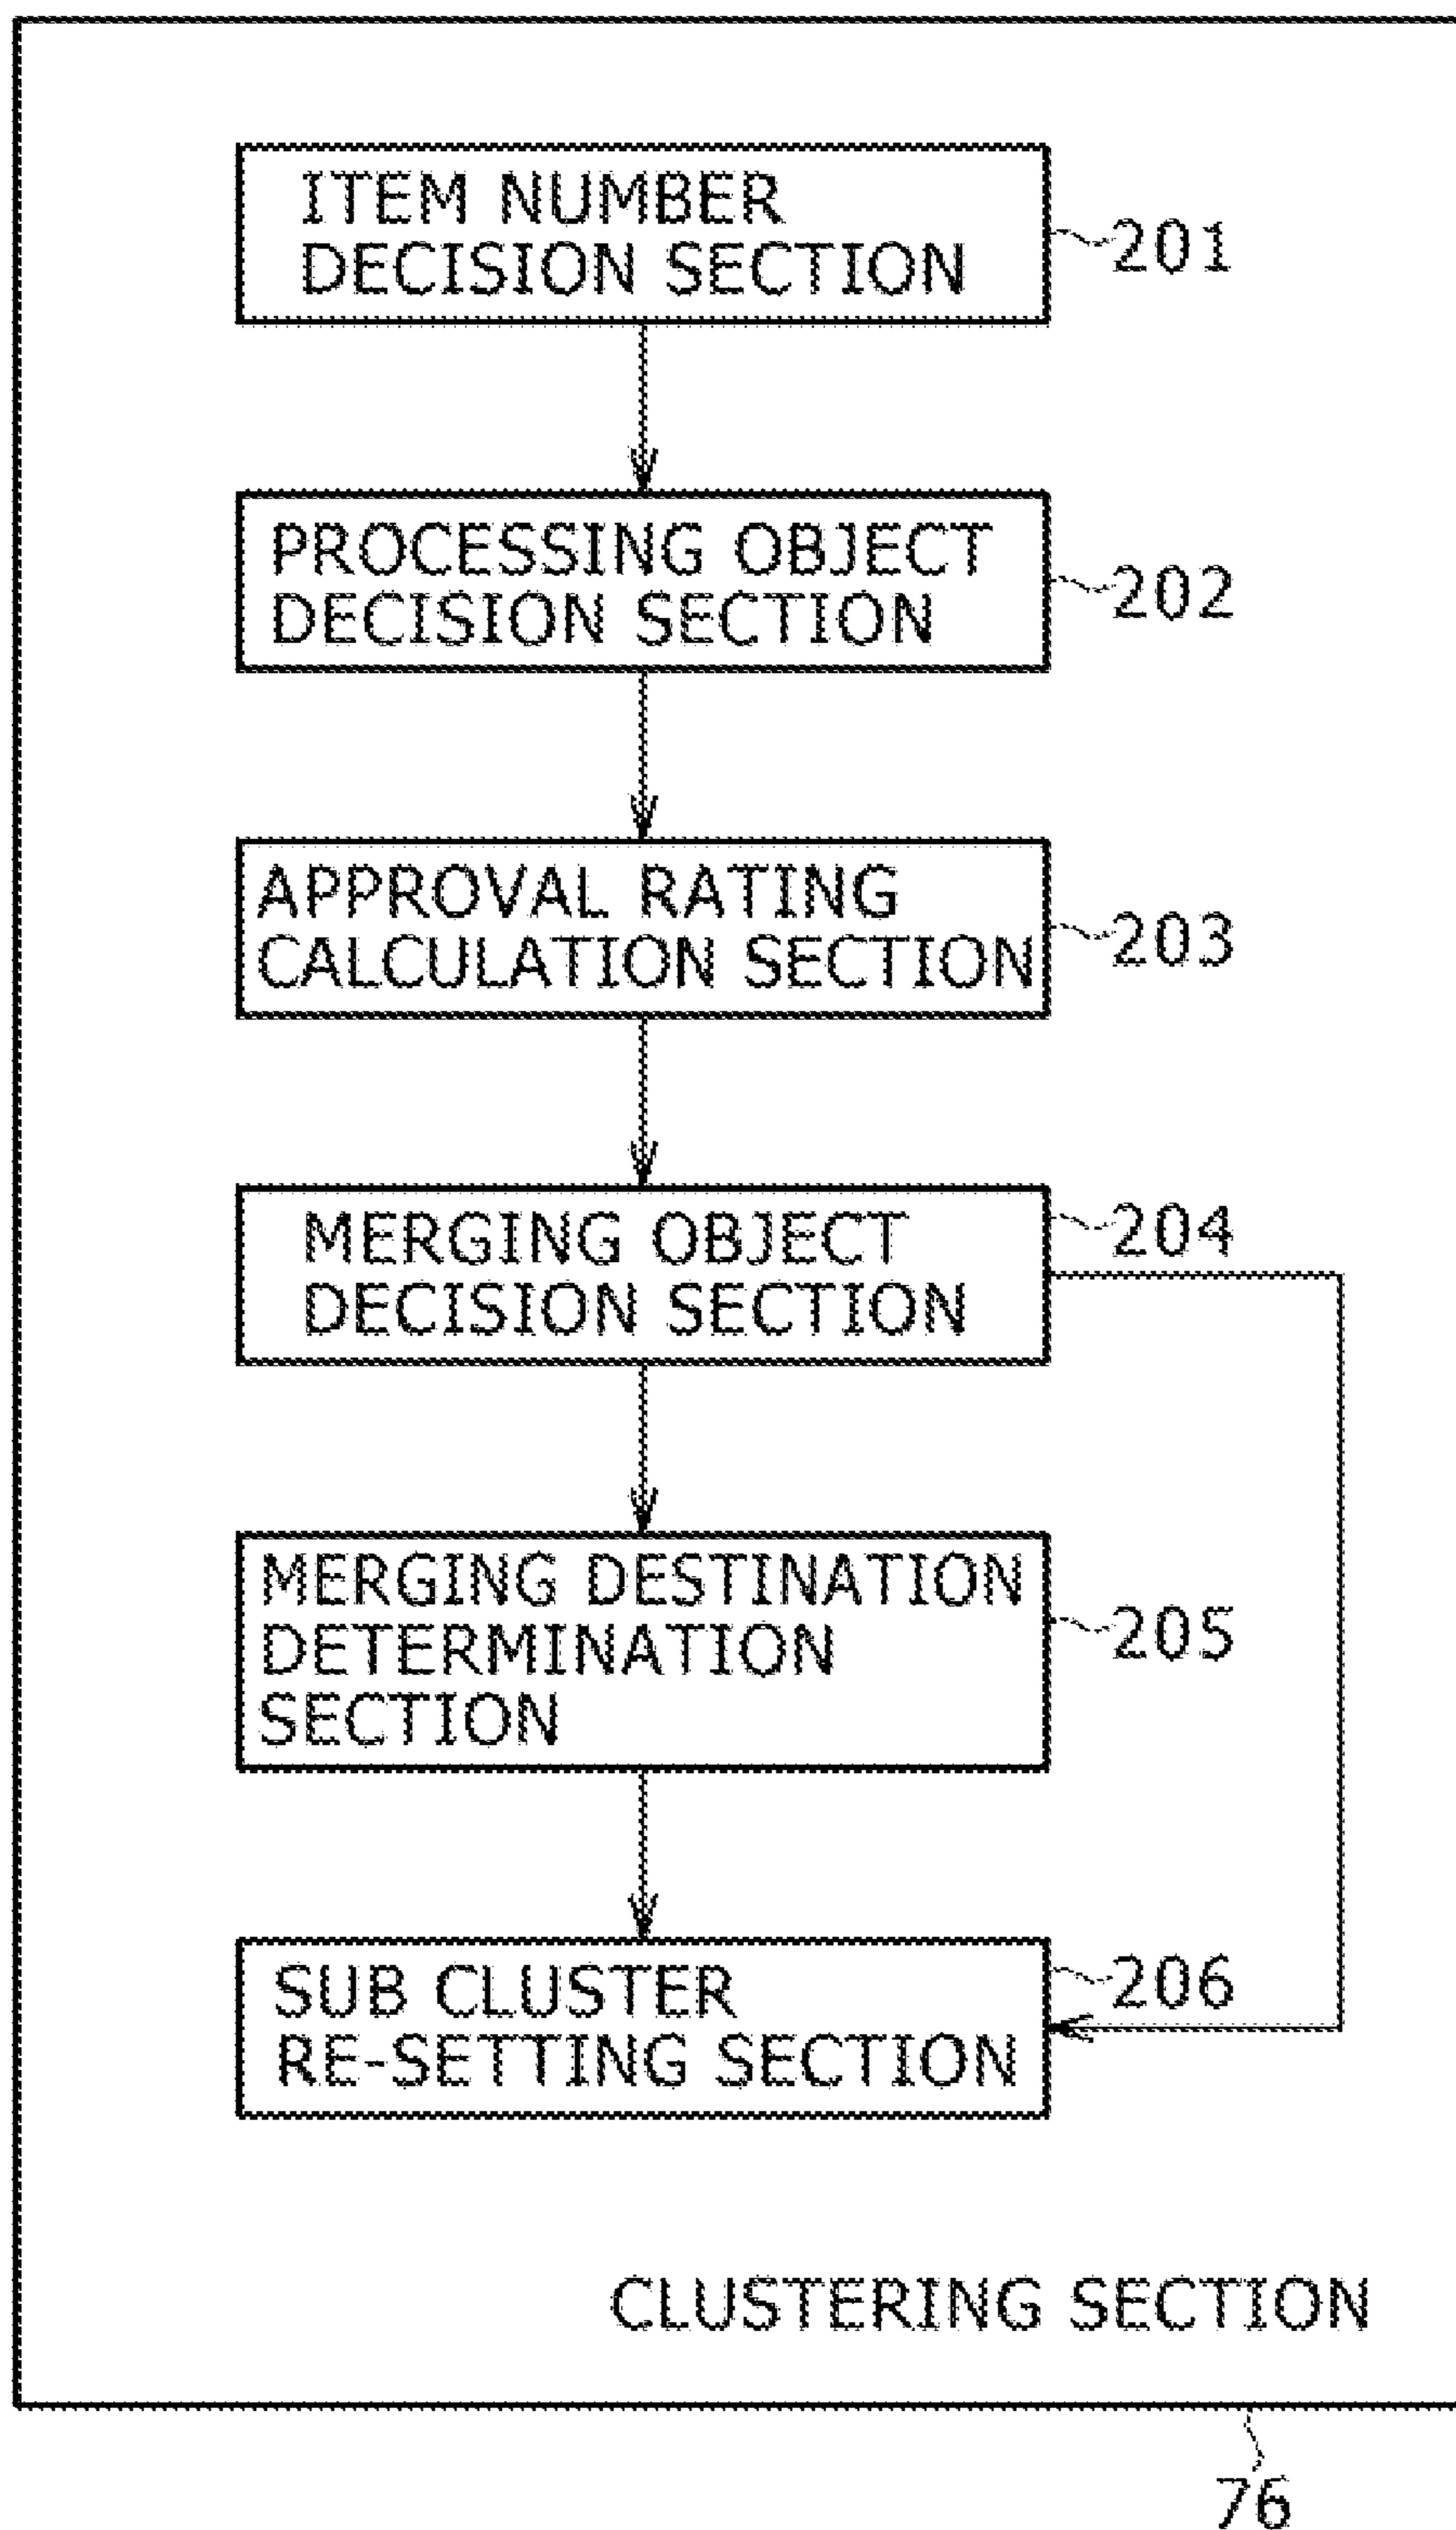 ITEM NUMBER
DECISION SECTION
201
PROCESSING OBJECT
DECISION SECTION
202
APPROVAL RATING
CALCULATION SECTION
203
MERGING OBJECT
DECISION SECTION
204
MERGING DESTINATION
DETERMINATION
SECTION
205
SUB CLUSTER
RE-SETTING SECTION
206
CLUSTERING SECTION
76